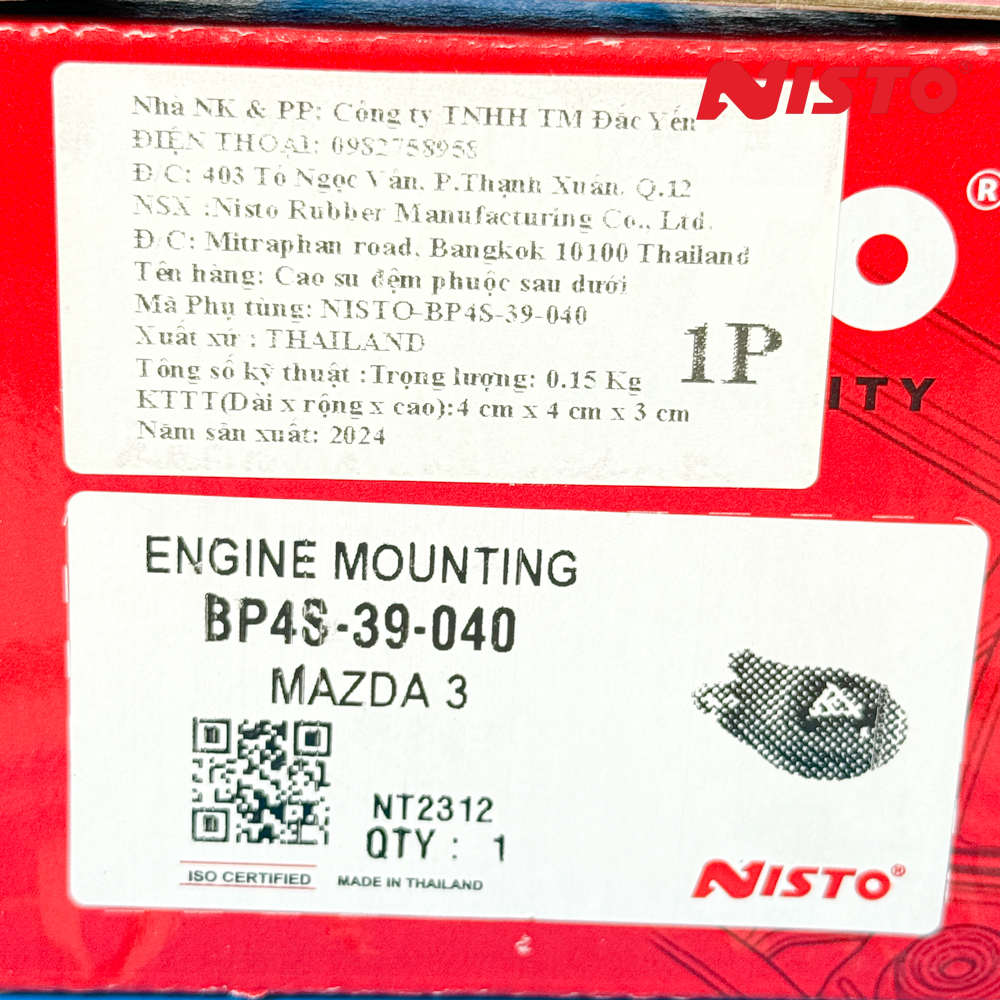 NISTO
Nhà NK & PP: Công ty TNHH TM Đắc Yến
ĐIỆN THOẠI: 0982758958
Đ/C: 403 Tô Ngọc Vân, P.Thạnh Xuân, Q.12
NSX :Nisto Rubber Manufacturing Co., Ltd.
Đ/C: Mitraphan road, Bangkok 10100 Thailand
Tên hàng: Cao su đệm phuộc sau dưới
Mã Phụ tùng: NISTO-BP4S-39-040
Xuất xứ : THAILAND
1P
Tông số kỹ thuật :Trọng lượng: 0.15 Kg
KTTT(Dài x rộng x cao):4 cm x 4 cm x 3 cm
Năm sản xuất: 2024
O®
ITY
ENGINE MOUNTING
BP4S-39-040
MAZDA 3
NT2312
QTY : 1
ISO CERTIFIED
MADE IN THAILAND
NISTO®